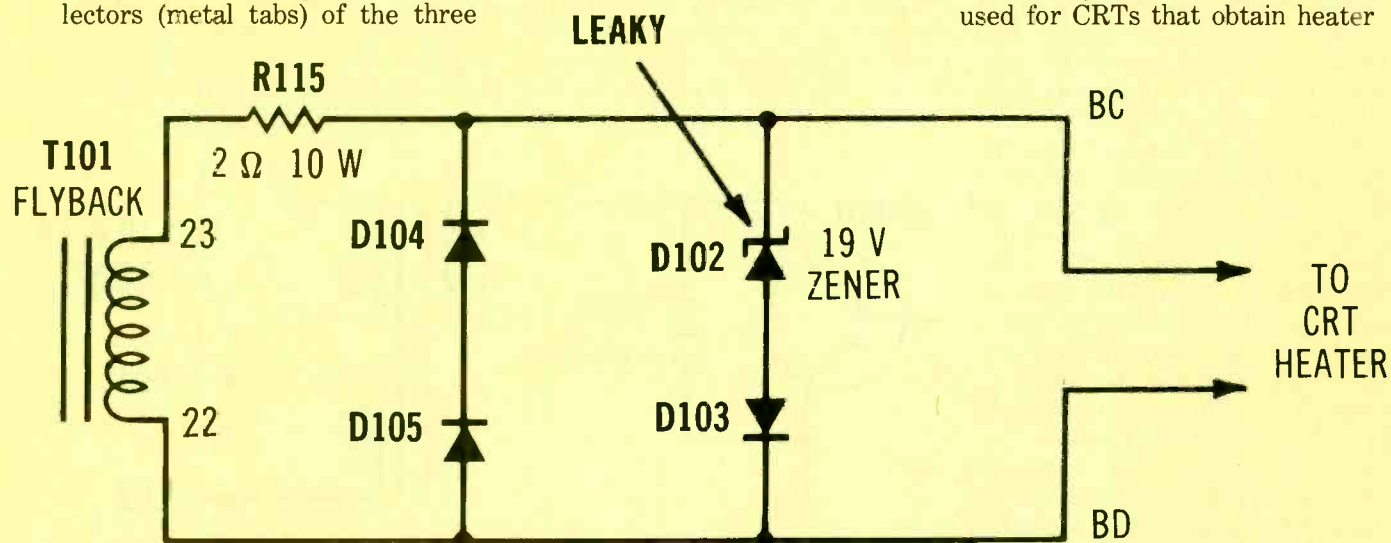 lectors (metal tabs) of the three
used for CRTs that obtain heater
LEAKY
R115
2 Ω 10 W
T101
FLYBACK
23
22
D104
D105
D102
19 V
ZENER
D103
BC
TO
CRT
HEATER
BD